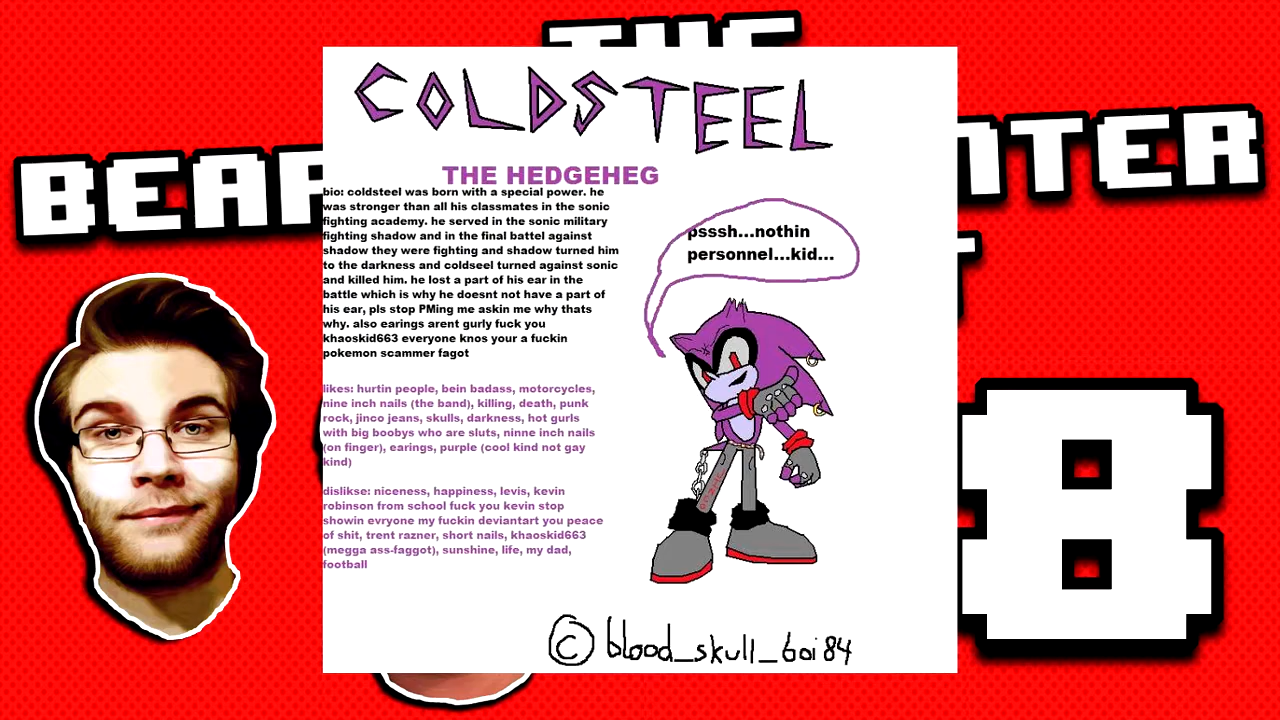 THE
BEAR
NTER
8
COLDSTEEL
THE HEDGEHEG
bio: coldsteel was born with a special power. he
was stronger than all his classmates in the sonic
fighting academy. he served in the sonic military
fighting shadow and in the final battel against
shadow they were fighting and shadow turned him
to the darkness and coldseel turned against sonic
and killed him. he lost a part of his ear in the
battle which is why he doesnt not have a part of
his ear, pls stop PMing me askin me why thats
why. also earings arent gurly fuck you
khaoskid663 everyone knos your a fuckin
pokemon scammer fagot
likes: hurtin people, bein badass, motorcycles,
nine inch nails (the band), killing, death, punk
rock, jinco jeans, skulls, darkness, hot gurls
with big boobys who are sluts, ninne inch nails
(on finger), earings, purple (cool kind not gay
kind)
dislikse: niceness, happiness, levis, kevin
robinson from school fuck you kevin stop
showin evryone my fuckin deviantart you peace
of shit, trent razner, short nails, khaoskid663
(megga ass-faggot), sunshine, life, my dad,
football
psssh...nothin
personnel...kid...
© blood_skull_boi84